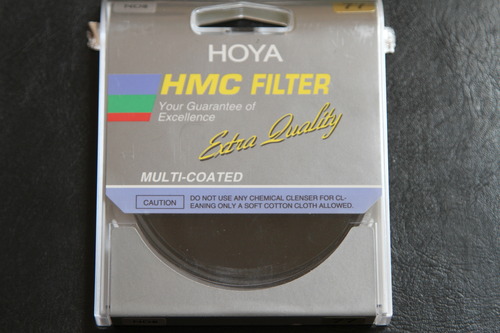 77
HOYA
HMC FILTER
Your Guarantee of
Excellence
Extra Quality
MULTI-COATED
CAUTION
DO NOT USE ANY CHEMICAL CLENSER FOR CL-
EANING ONLY A SOFT COTTON CLOTH ALLOWED.